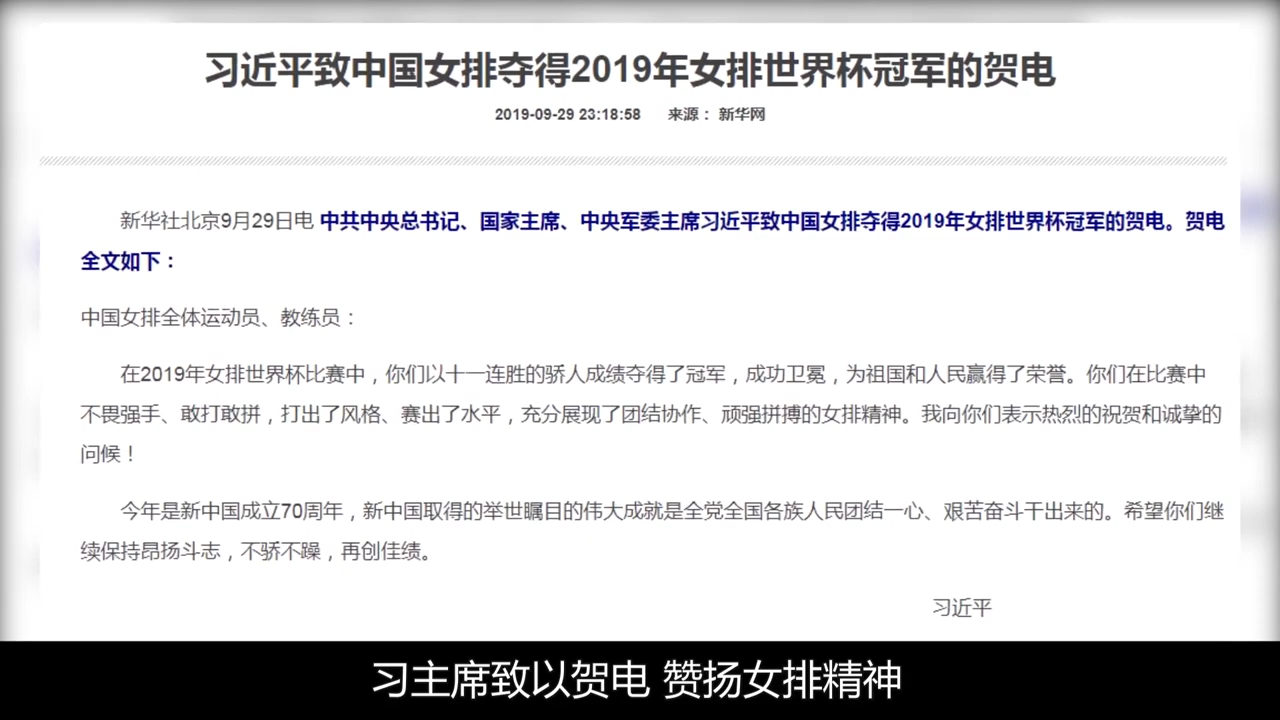 习近平致中国女排夺得2019年女排世界杯冠军的贺电
2019-09-29 23:18:58 来源： 新华网
新华社北京9月29日电 中共中央总书记、国家主席、中央军委主席习近平致中国女排夺得2019年女排世界杯冠军的贺电。贺电
全文如下：
中国女排全体运动员、教练员：
在2019年女排世界杯比赛中，你们以十一连胜的骄人成绩夺得了冠军，成功卫冕，为祖国和人民赢得了荣誉。你们在比赛中
不畏强手、敢打敢拼，打出了风格、赛出了水平，充分展现了团结协作、顽强拼搏的女排精神。我向你们表示热烈的祝贺和诚挚的
问候！
今年是新中国成立70周年，新中国取得的举世瞩目的伟大成就是全党全国各族人民团结一心、艰苦奋斗干出来的。希望你们继
续保持昂扬斗志，不骄不躁，再创佳绩。
习近平
习主席致以贺电 赞扬女排精神